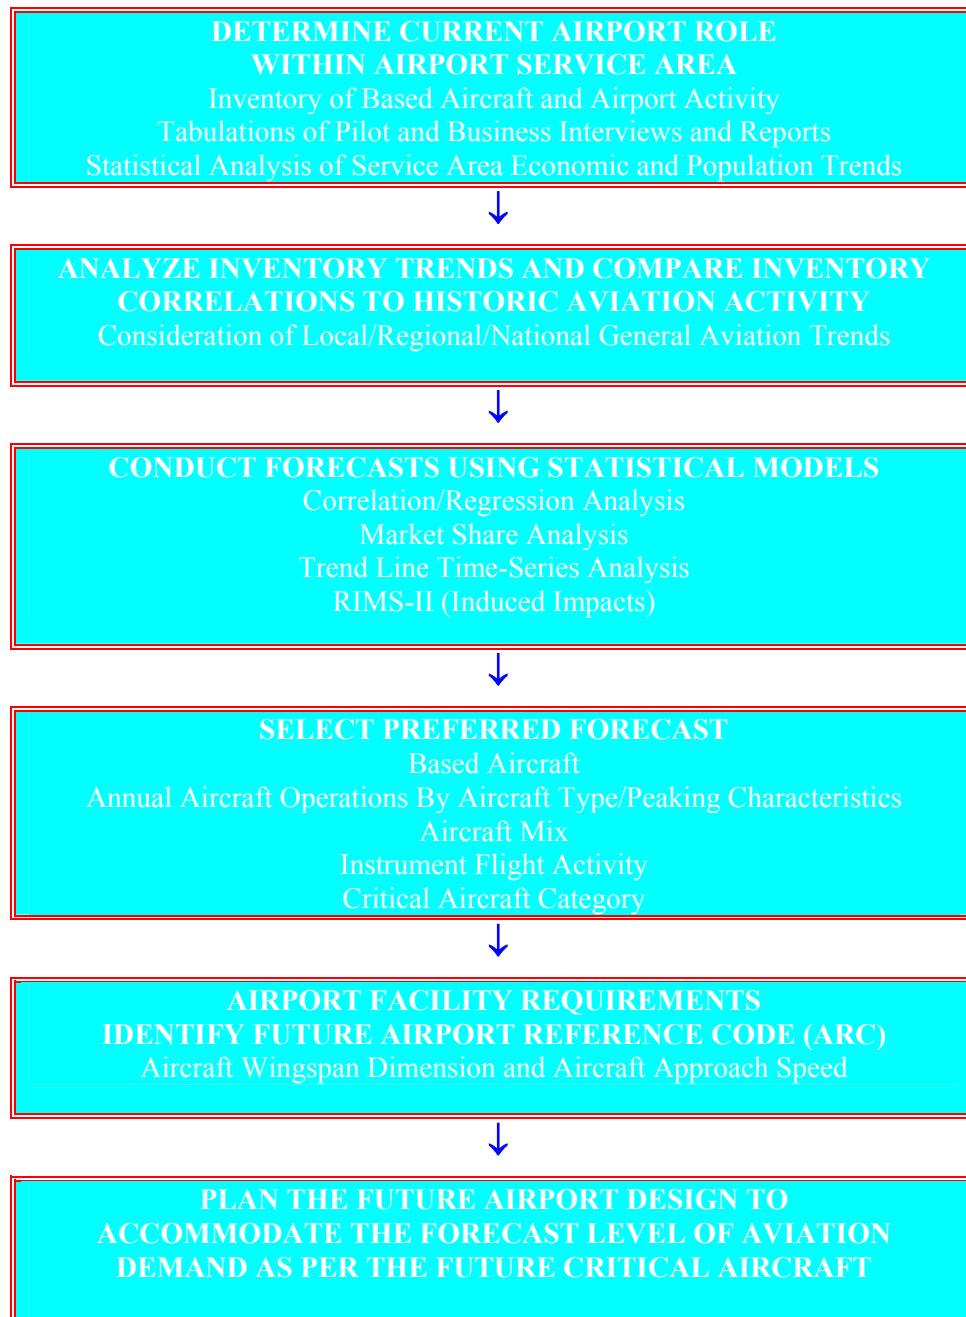 DETERMINE CURRENT AIRPORT ROLE
WITHIN AIRPORT SERVICE AREA
Inventory of Based Aircraft and Airport Activity
Tabulations of Pilot and Business Interviews and Reports
Statistical Analysis of Service Area Economic and Population Trends
↓
ANALYZE INVENTORY TRENDS AND COMPARE INVENTORY
CORRELATIONS TO HISTORIC AVIATION ACTIVITY
Consideration of Local/Regional/National General Aviation Trends
↓
CONDUCT FORECASTS USING STATISTICAL MODELS
Correlation/Regression Analysis
Market Share Analysis
Trend Line Time-Series Analysis
RIMS-II (Induced Impacts)
↓
SELECT PREFERRED FORECAST
Based Aircraft
Annual Aircraft Operations By Aircraft Type/Peaking Characteristics
Aircraft Mix
Instrument Flight Activity
Critical Aircraft Category
↓
AIRPORT FACILITY REQUIREMENTS
IDENTIFY FUTURE AIRPORT REFERENCE CODE (ARC)
Aircraft Wingspan Dimension and Aircraft Approach Speed
↓
PLAN THE FUTURE AIRPORT DESIGN TO
ACCOMMODATE THE FORECAST LEVEL OF AVIATION
DEMAND AS PER THE FUTURE CRITICAL AIRCRAFT